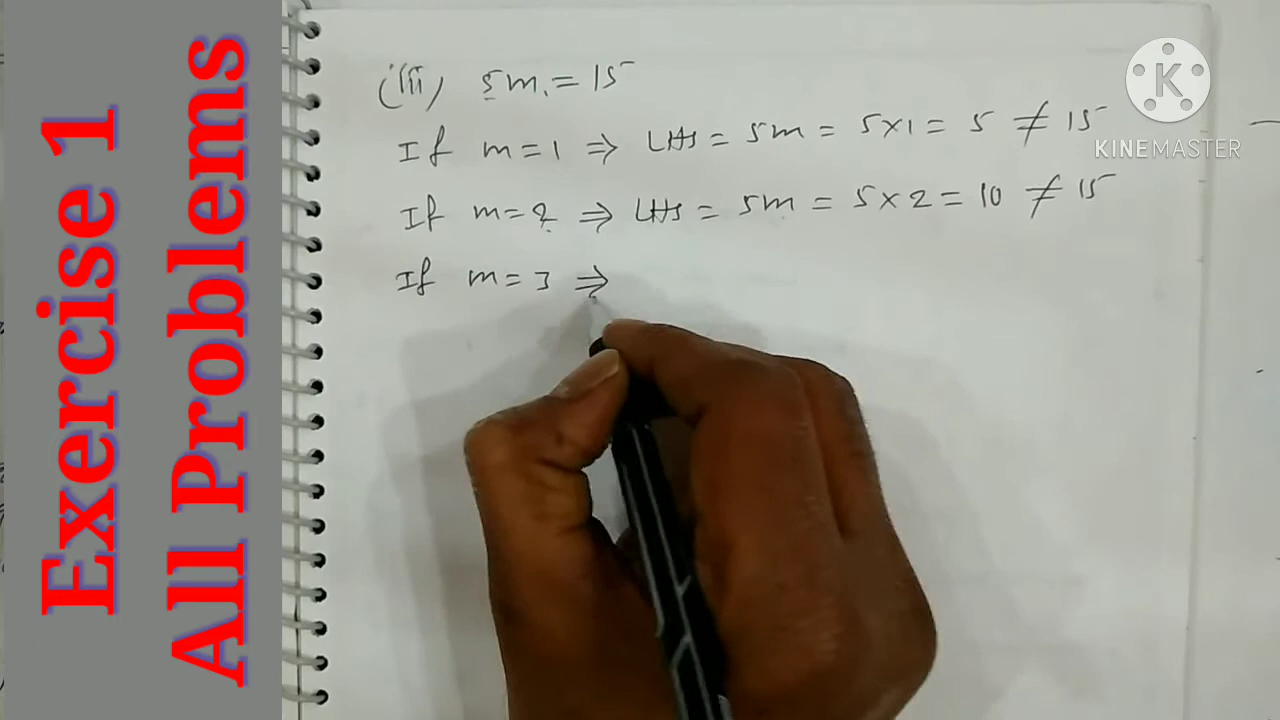 Exercise 1
All Problems
(iii) 5m = 15
If m = 1 ⇒ LHS = 5m = 5×1 = 5 ≠ 15
If m = 2 ⇒ LHS = 5m = 5×2 = 10 ≠ 15
If m = 3 ⇒
K
KINEMASTER